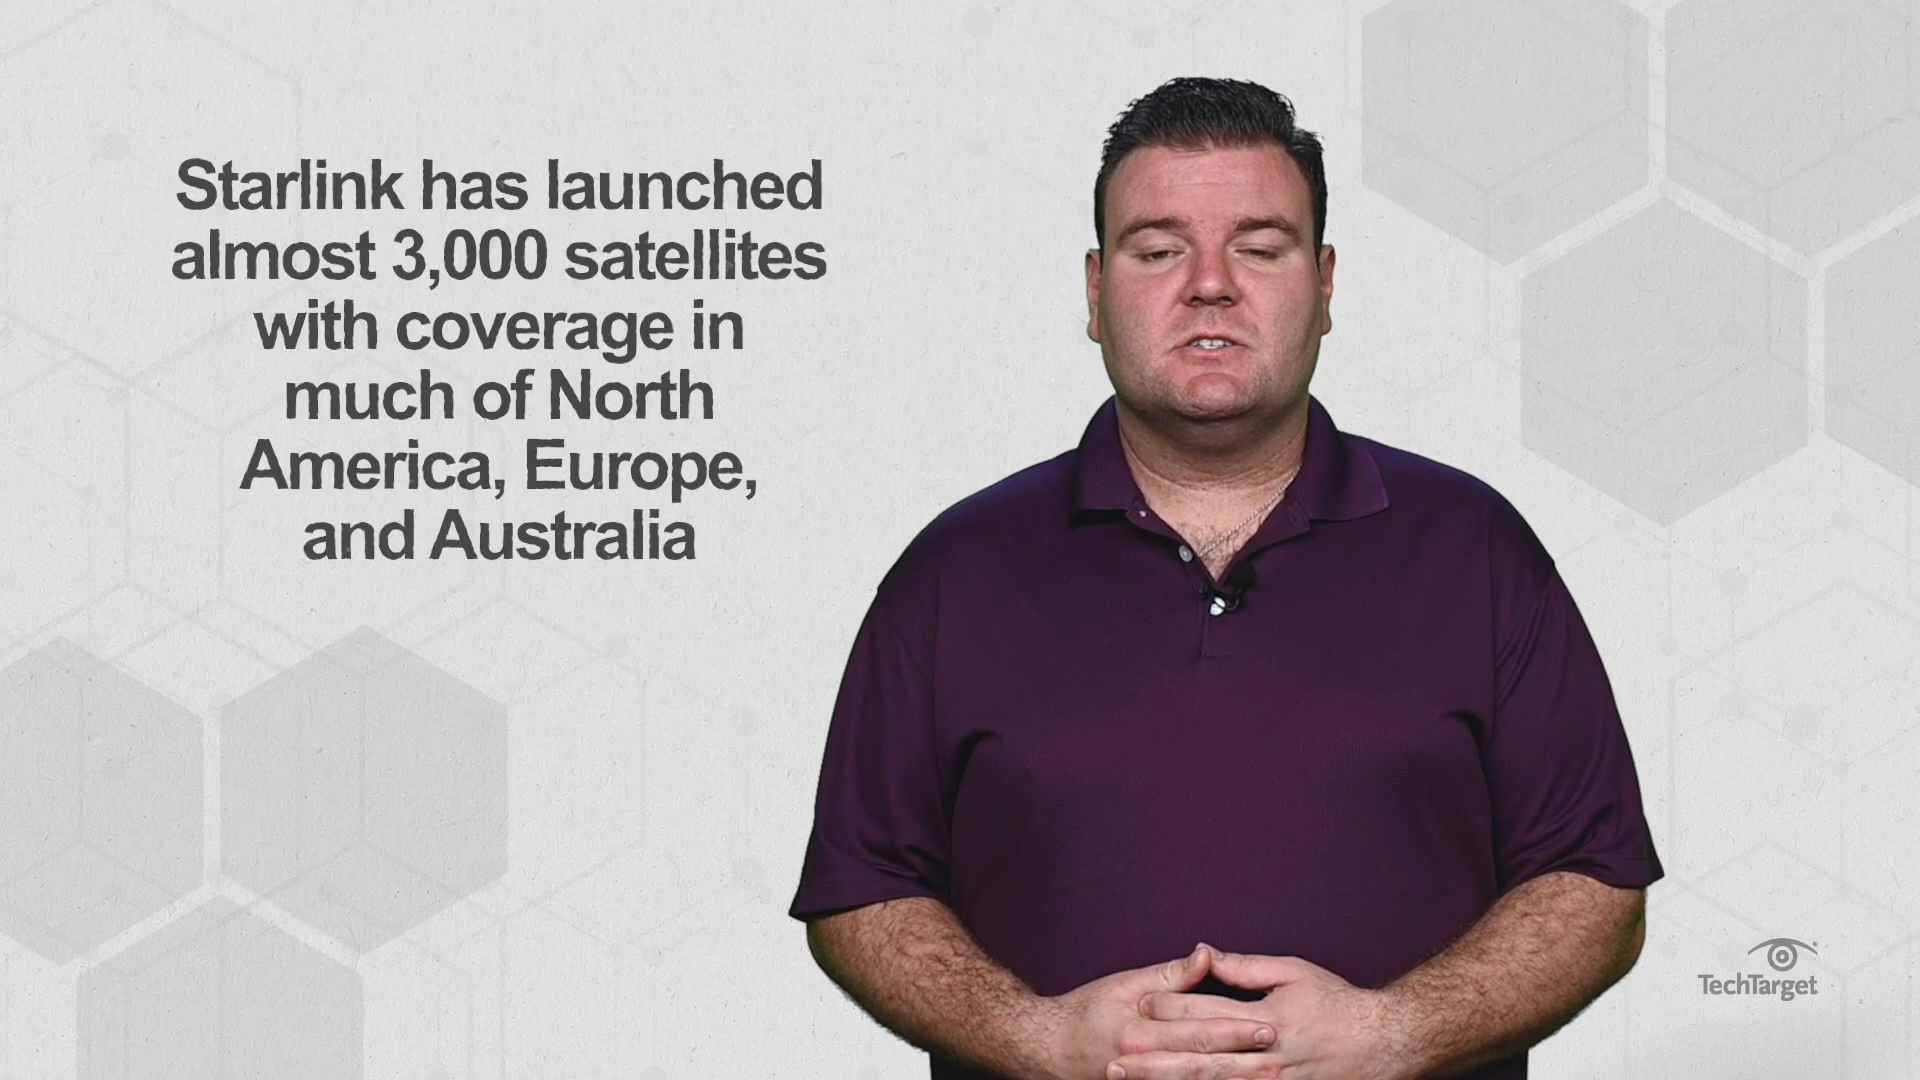 Starlink has launched
almost 3,000 satellites
with coverage in
much of North
America, Europe,
and Australia
TechTarget